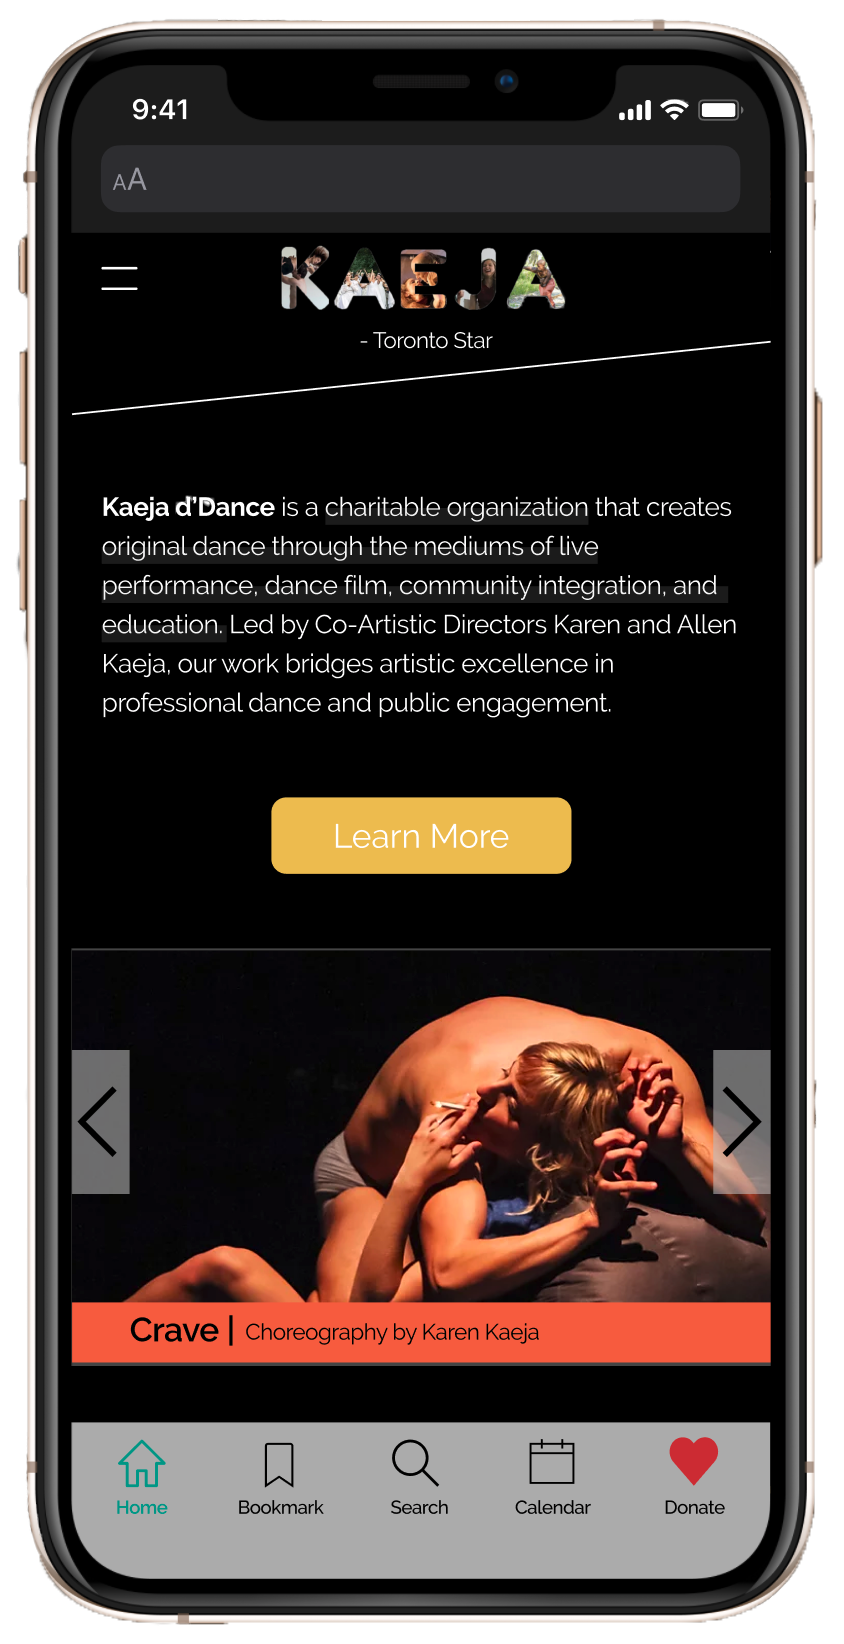 9:41
AA
KAEJA
- Toronto Star
Kaeja d'Dance is a charitable organization that creates
original dance through the mediums of live
performance, dance film, community integration, and
education. Led by Co-Artistic Directors Karen and Allen
Kaeja, our work bridges artistic excellence in
professional dance and public engagement.
Learn More
Crave | Choreography by Karen Kaeja
Home Bookmark Search Calendar Donate